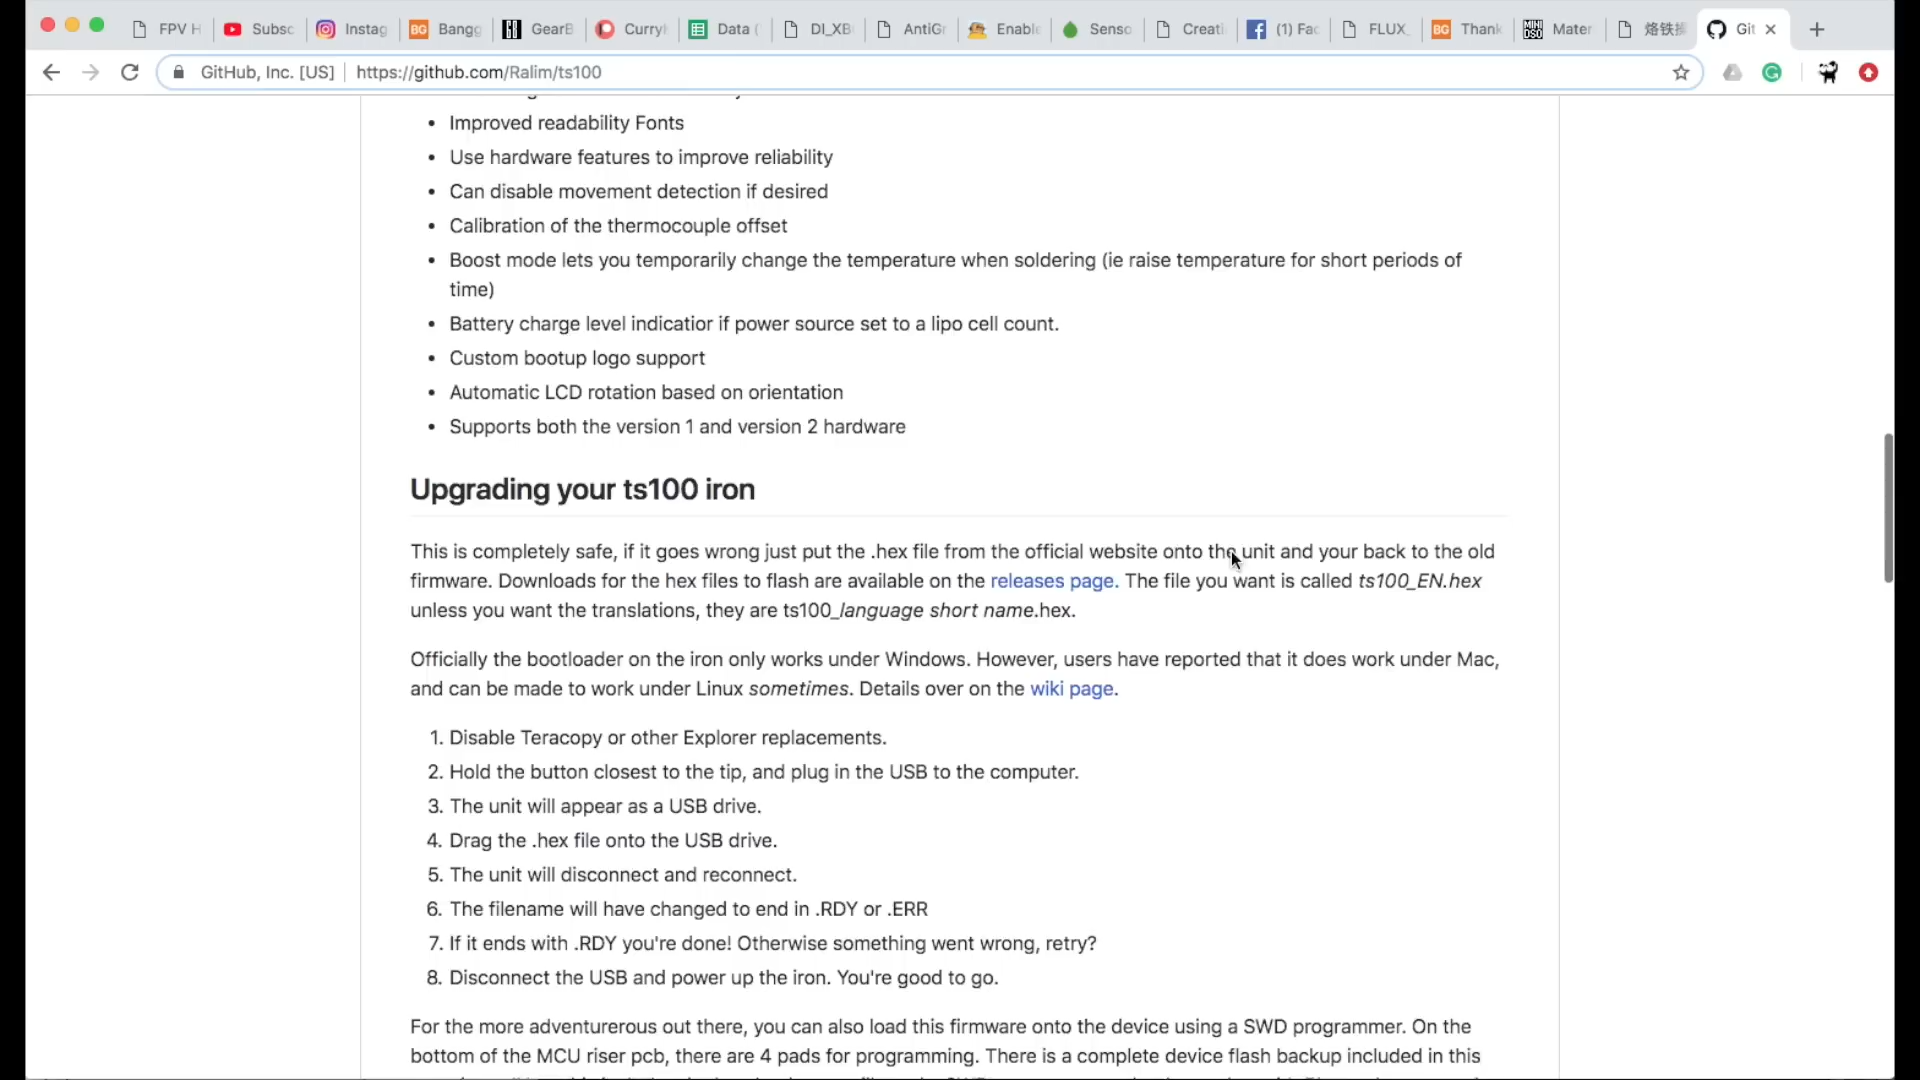 FPV H
Subsc
Instag
BG Bangg
GearB
Curry
Data (
DI_XB
AntiGr
Enable
Senso
Creati
(1) Fac
FLUX_
BG Thank
MINI DSO Mater
烙铁
Git
GitHub, Inc. [US] https://github.com/Ralim/ts100
• Improved readability Fonts
• Use hardware features to improve reliability
• Can disable movement detection if desired
• Calibration of the thermocouple offset
• Boost mode lets you temporarily change the temperature when soldering (ie raise temperature for short periods of
time)
• Battery charge level indicatior if power source set to a lipo cell count.
• Custom bootup logo support
• Automatic LCD rotation based on orientation
• Supports both the version 1 and version 2 hardware
Upgrading your ts100 iron
This is completely safe, if it goes wrong just put the .hex file from the official website onto the unit and your back to the old
firmware. Downloads for the hex files to flash are available on the releases page. The file you want is called ts100_EN.hex
unless you want the translations, they are ts100_language short name.hex.
Officially the bootloader on the iron only works under Windows. However, users have reported that it does work under Mac,
and can be made to work under Linux sometimes. Details over on the wiki page.
1. Disable Teracopy or other Explorer replacements.
2. Hold the button closest to the tip, and plug in the USB to the computer.
3. The unit will appear as a USB drive.
4. Drag the .hex file onto the USB drive.
5. The unit will disconnect and reconnect.
6. The filename will have changed to end in .RDY or .ERR
7. If it ends with .RDY you're done! Otherwise something went wrong, retry?
8. Disconnect the USB and power up the iron. You're good to go.
For the more adventurerous out there, you can also load this firmware onto the device using a SWD programmer. On the
bottom of the MCU riser pcb, there are 4 pads for programming. There is a complete device flash backup included in this